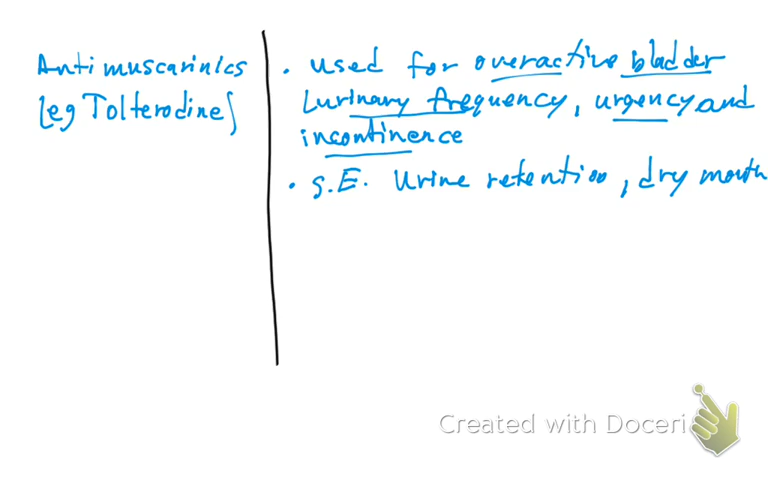 Antimuscarinics
(eg Tolterodine)
• used for overactive bladder
(urinary frequency, urgency and
incontinence
• S.E. Urine retention, dry mouth
Created with Doceri